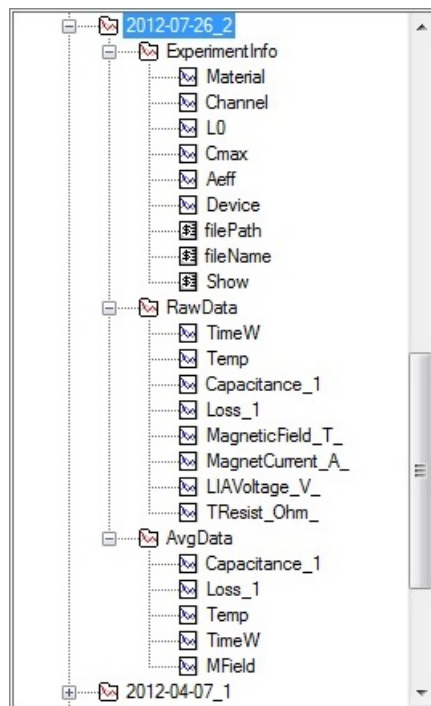 2012-07-26_2
ExperimentInfo
Material
Channel
L0
Cmax
Aeff
Device
filePath
fileName
Show
RawData
TimeW
Temp
Capacitance_1
Loss_1
MagneticField_T_
MagnetCurrent_A_
LIAVoltage_V_
TResist_Ohm_
AvgData
Capacitance_1
Loss_1
Temp
TimeW
MField
2012-04-07_1